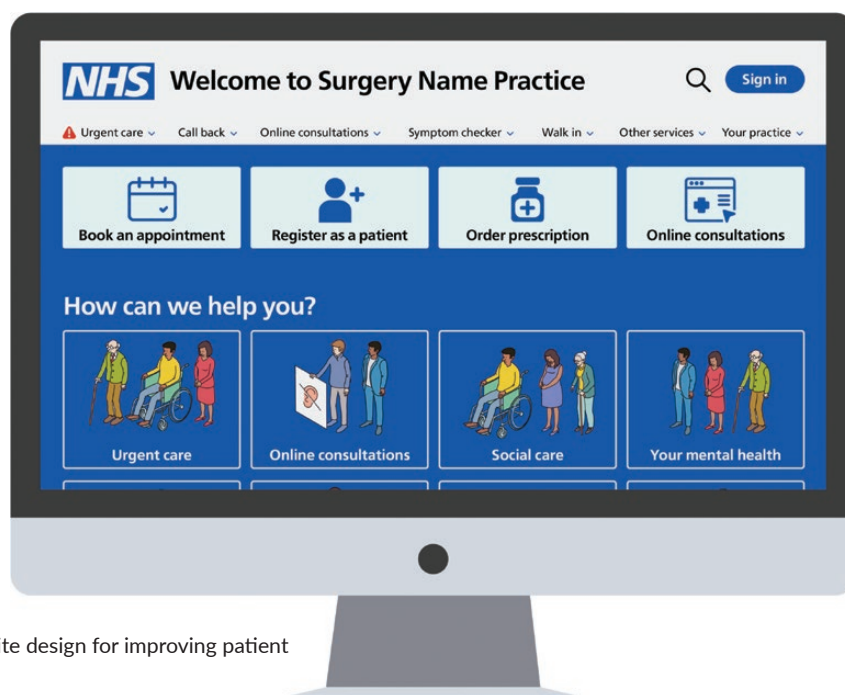 NHS Welcome to Surgery Name Practice Sign in
Urgent care Call back Online consultations Symptom checker Walk in Other services Your practice
Book an appointment Register as a patient Order prescription Online consultations
How can we help you?
Urgent care Online consultations Social care Your mental health
design for improving patient